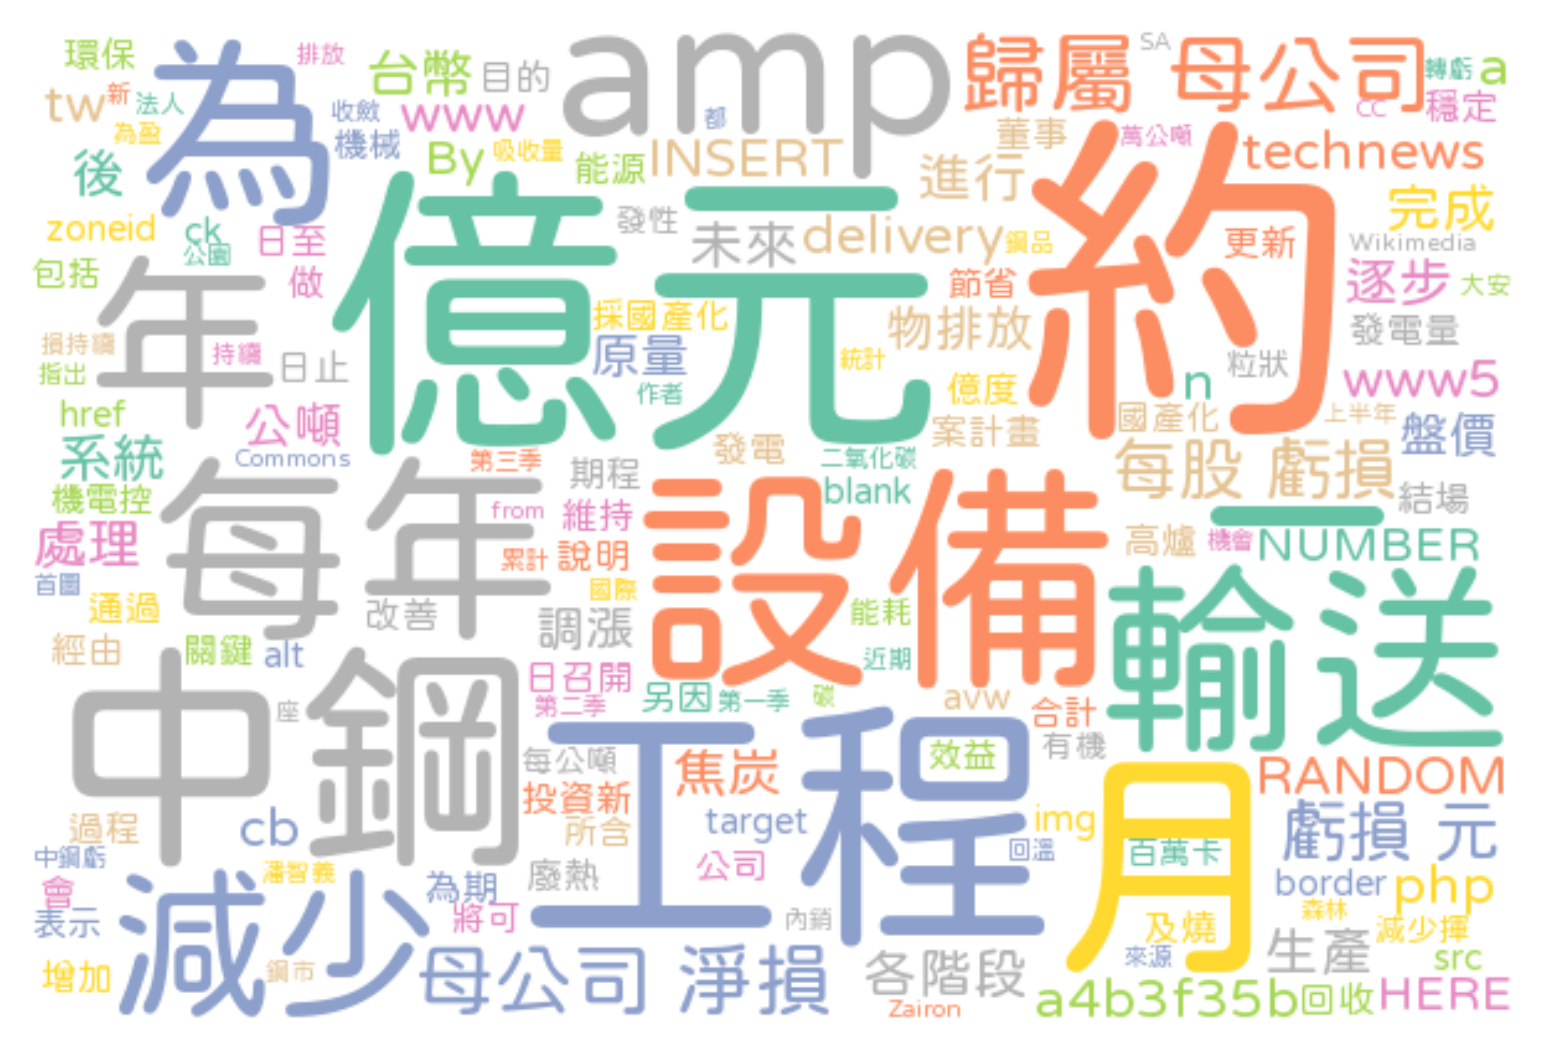 環保 排放 台幣 目的 amp SA 歸屬 母公司 轉虧 a
tw 新 法人 為 收斂 www 都 董事 萬公噸 CC 穩定
為盈 機械 By 吸收量 能源 INSERT 進行 technews
後 約 完成
zoneid ck 日至 億元 發性 未來 delivery 鋼品 更新 Wikimedia
公園
包括 年 做 節省 逐步 大安
損持續 持續 日止 採國產化 原量 統計 物排放 發電量
指出 作者 億度 粒狀 n www5
href 公噸 發電 案計畫 國產化 上半年 盤價
系統 Commons 第三季 期程 二氧化碳 每股 虧損
機電控 每年 from 維持 blank 結場
處理 累計 說明 設備 高爐 機會 NUMBER
首圖 國際 一
通過 改善 調漲 能耗 輸送
經由 關鍵 alt 近期
中鋼 座 日召開 第二季 另因 第一季 碳 avw 合計
工程 每公噸 焦炭 效益 有機 RANDOM
過程 cb 投資新 所含 target img 月 虧損 元
中鋼虧 潘智義 廢熱 公司 回溫 百萬卡
會 減少 為期 border php
表示 將可 內銷 及燒 森林 減少揮
增加 鋼市 母公司 淨損 各階段 來源 生產 src
Zairon a4b3f35b 回收 HERE